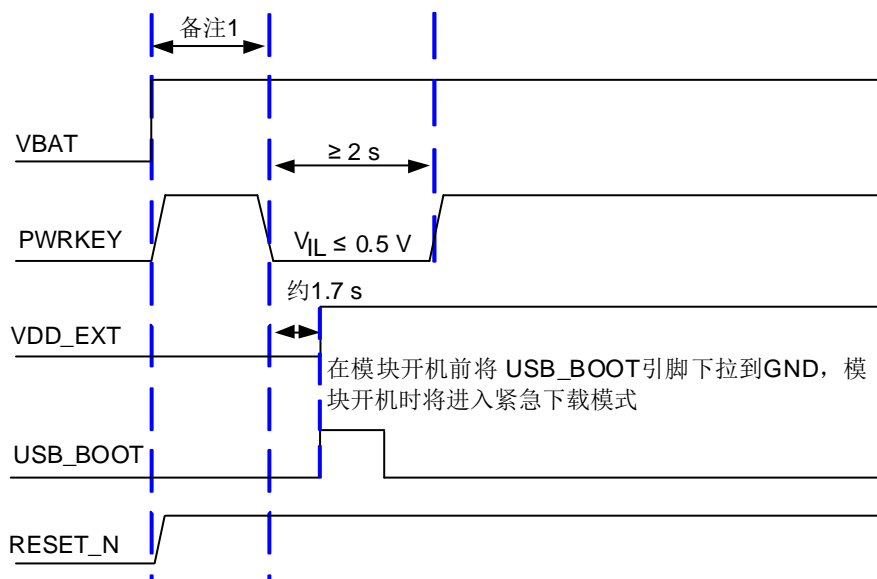 备注1
VBAT
≥ 2 s
PWRKEY
VIL ≤ 0.5 V
约1.7 s
VDD_EXT
在模块开机前将 USB_BOOT引脚下拉到GND，模
块开机时将进入紧急下载模式
USB_BOOT
RESET_N